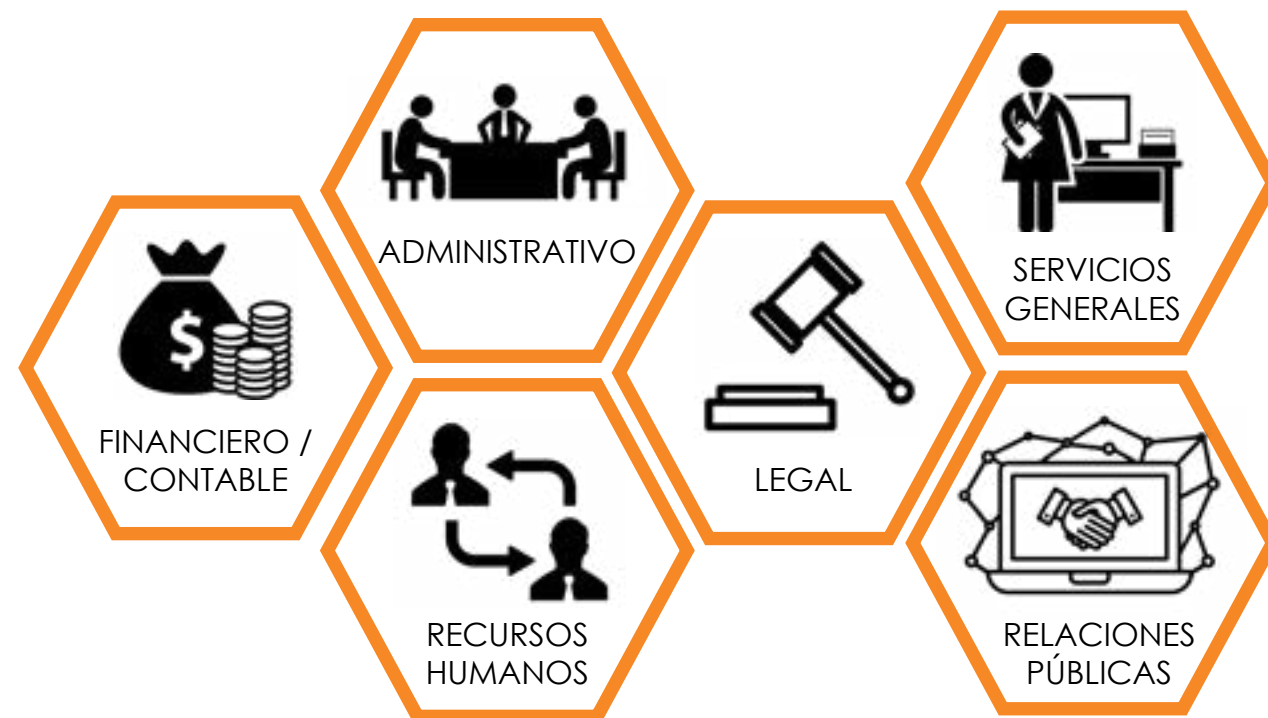 ADMINISTRATIVO
SERVICIOS
GENERALES
$
FINANCIERO /
CONTABLE
LEGAL
RECURSOS
HUMANOS
RELACIONES
PÚBLICAS